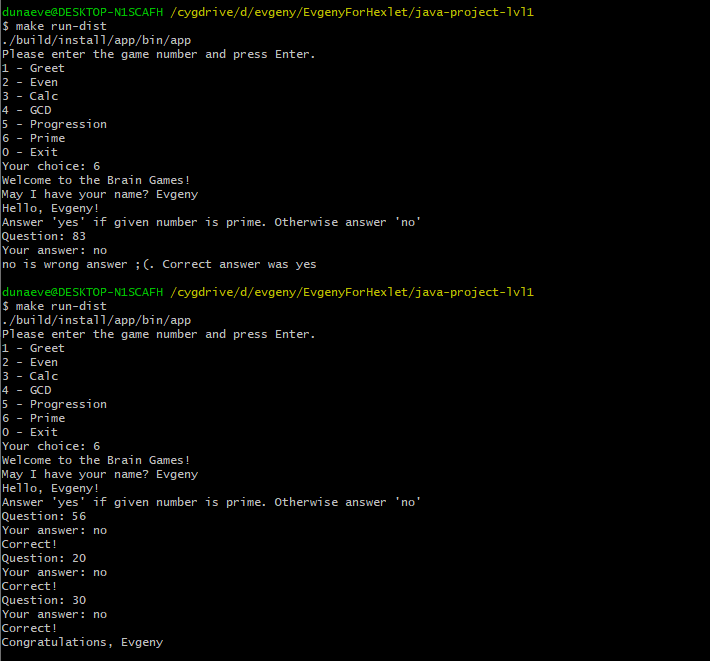 dunaeve@DESKTOP-N1SCAFH /cygdrive/d/evgeny/EvgenyForHexlet/java-project-lvl1
$ make run-dist
./build/install/app/bin/app
Please enter the game number and press Enter.
1 - Greet
2 - Even
3 - Calc
4 - GCD
5 - Progression
6 - Prime
0 - Exit
Your choice: 6
Welcome to the Brain Games!
May I have your name? Evgeny
Hello, Evgeny!
Answer 'yes' if given number is prime. Otherwise answer 'no'
Question: 83
Your answer: no
no is wrong answer ;(. Correct answer was yes
dunaeve@DESKTOP-N1SCAFH /cygdrive/d/evgeny/EvgenyForHexlet/java-project-lvl1
$ make run-dist
./build/install/app/bin/app
Please enter the game number and press Enter.
1 - Greet
2 - Even
3 - Calc
4 - GCD
5 - Progression
6 - Prime
0 - Exit
Your choice: 6
Welcome to the Brain Games!
May I have your name? Evgeny
Hello, Evgeny!
Answer 'yes' if given number is prime. Otherwise answer 'no'
Question: 56
Your answer: no
Correct!
Question: 20
Your answer: no
Correct!
Question: 30
Your answer: no
Correct!
Congratulations, Evgeny